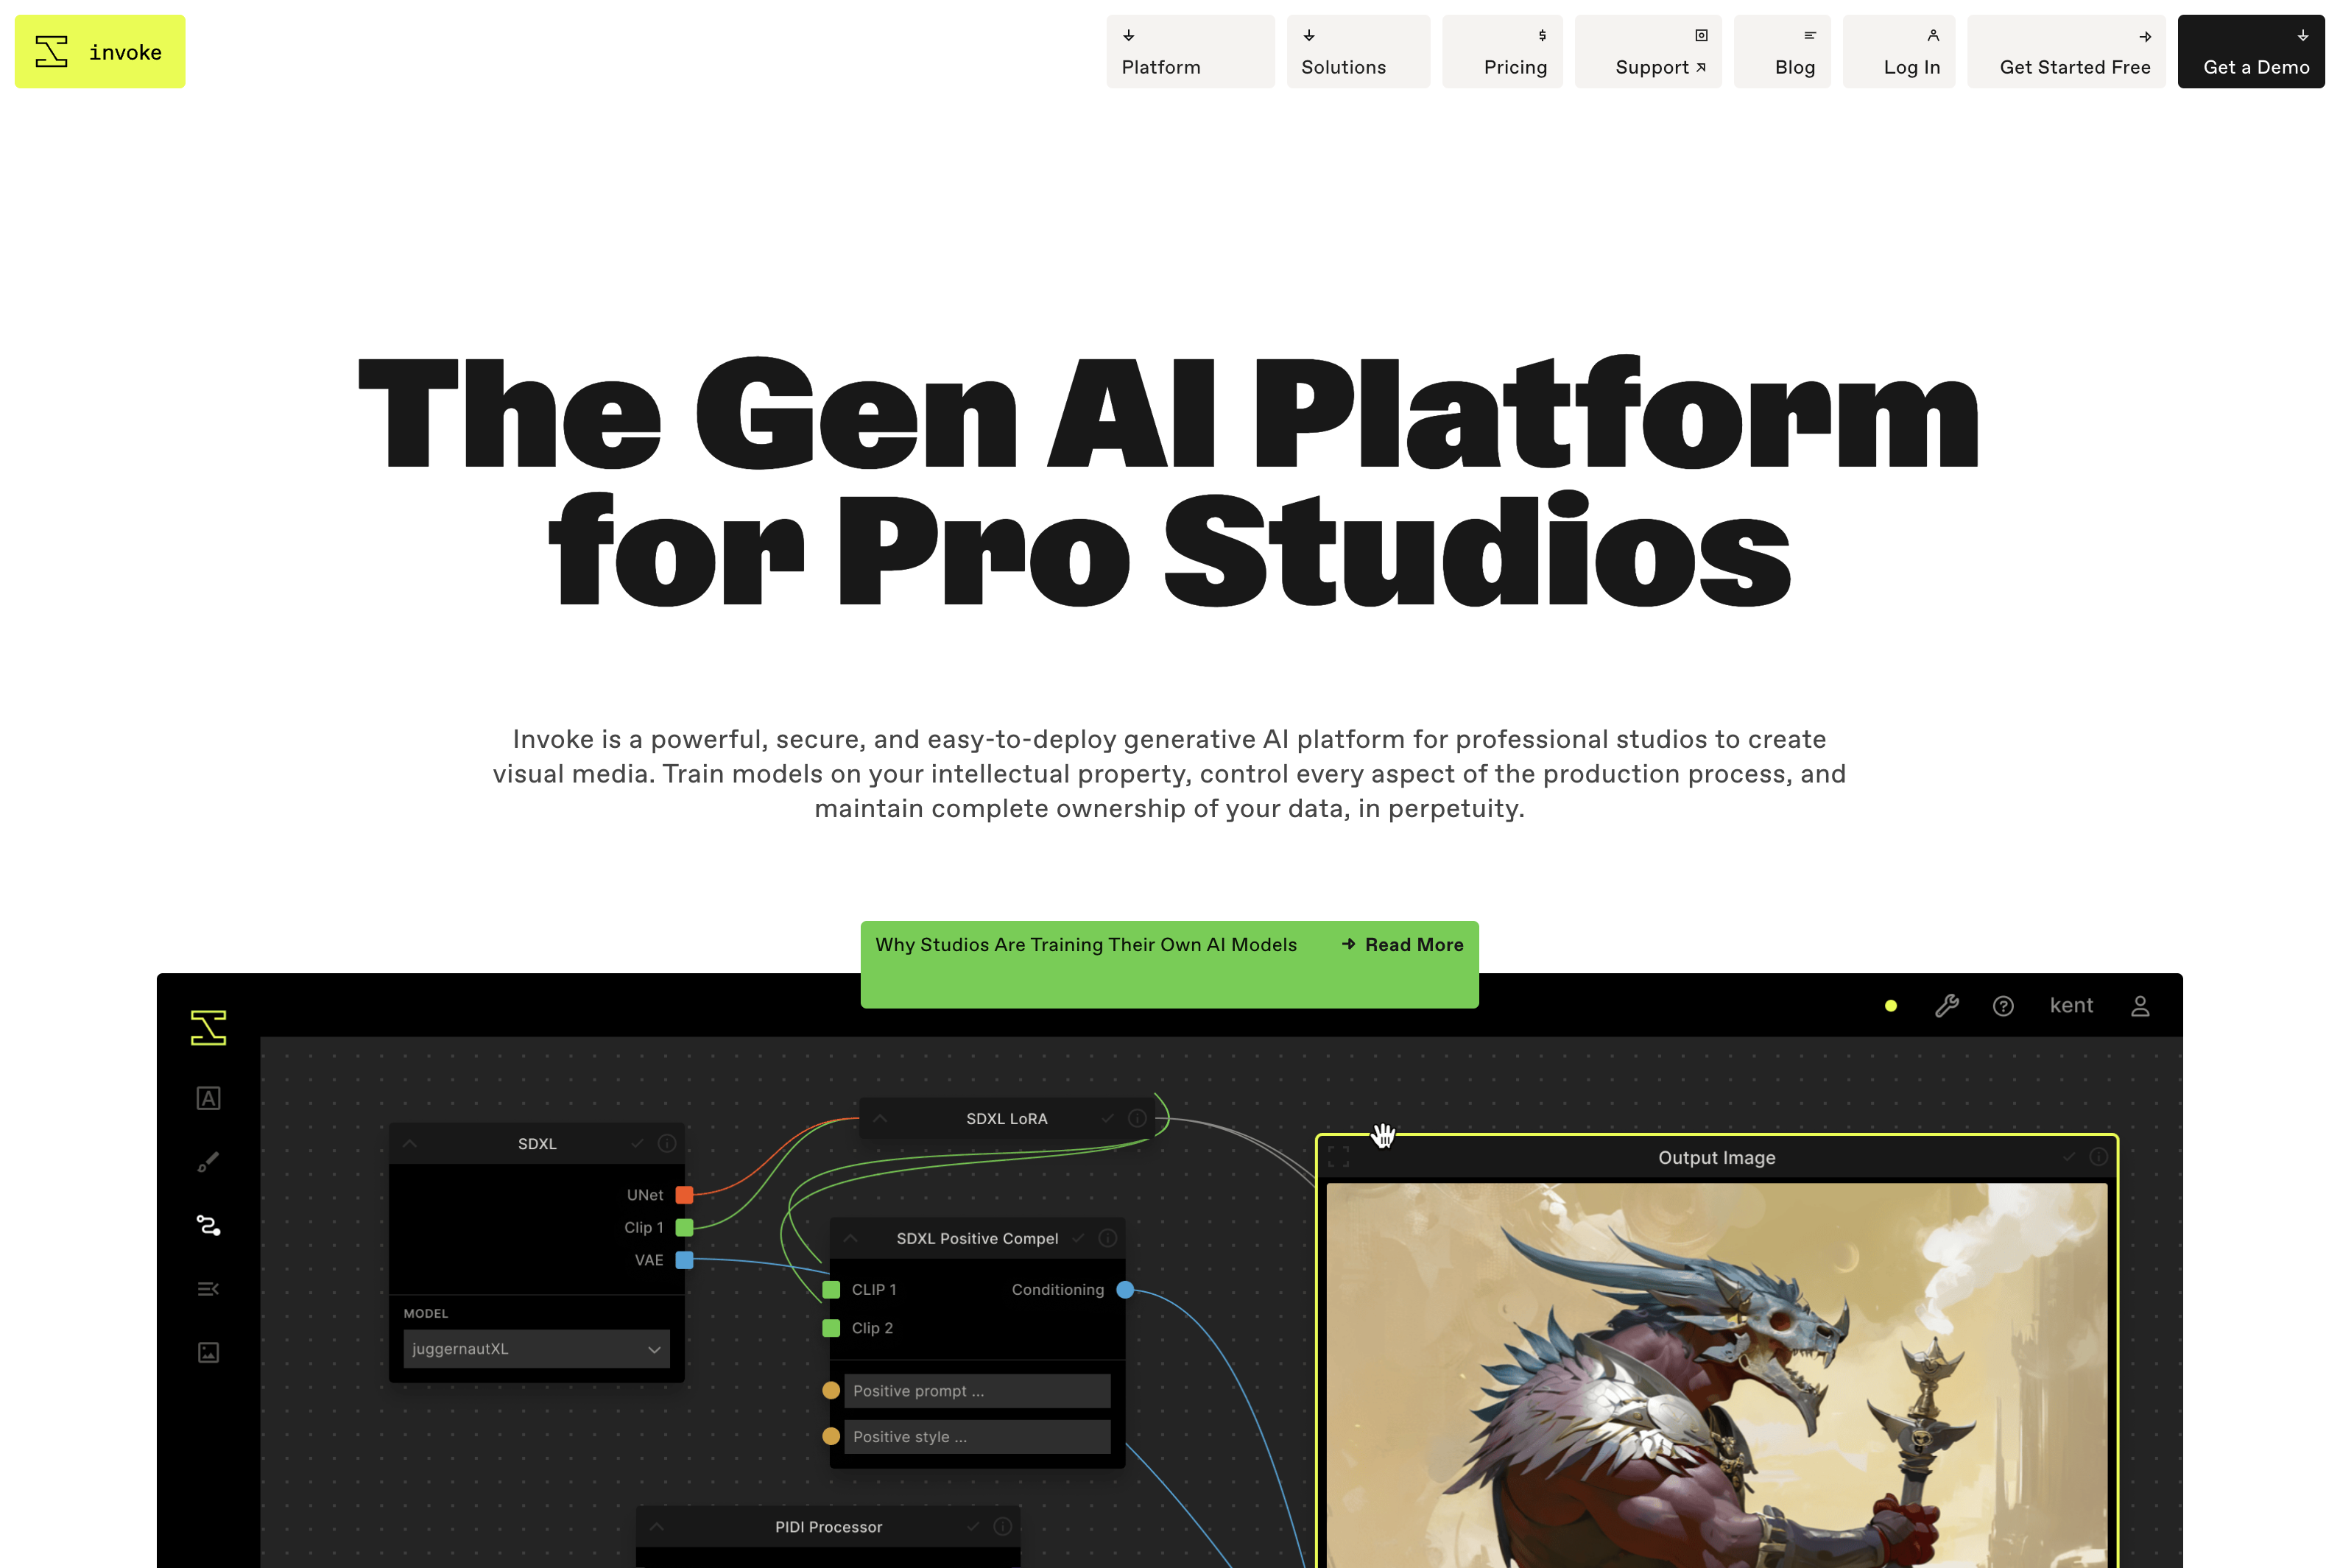 invoke
Platform
Solutions
Pricing
Support
Blog
Log In
Get Started Free
Get a Demo
The Gen AI Platform
for Pro Studios
Invoke is a powerful, secure, and easy-to-deploy generative AI platform for professional studios to create
visual media. Train models on your intellectual property, control every aspect of the production process, and
maintain complete ownership of your data, in perpetuity.
Why Studios Are Training Their Own AI Models
Read More
kent
SDXL
UNet
Clip 1
VAE
MODEL
juggernautXL
SDXL LoRA
SDXL Positive Compel
CLIP 1
Conditioning
Clip 2
Positive prompt ...
Positive style ...
PIDI Processor
Output Image